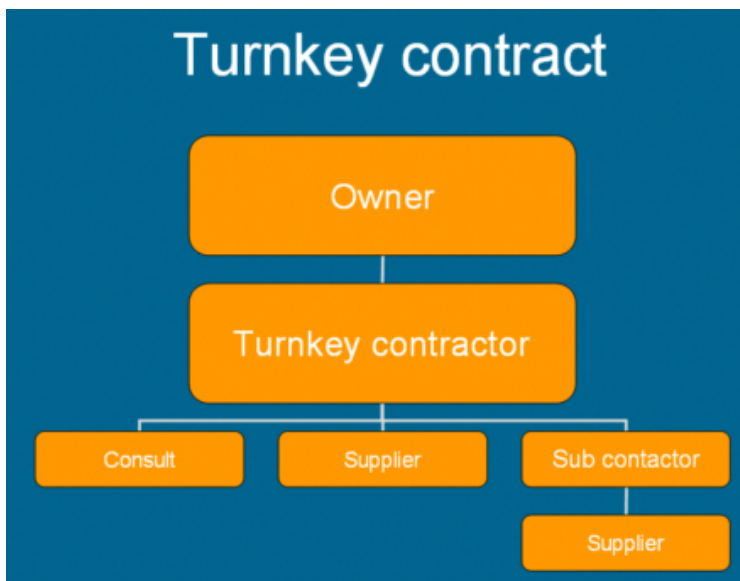 Turnkey contract
Owner
Turnkey contractor
Consult
Supplier
Sub contactor
Supplier